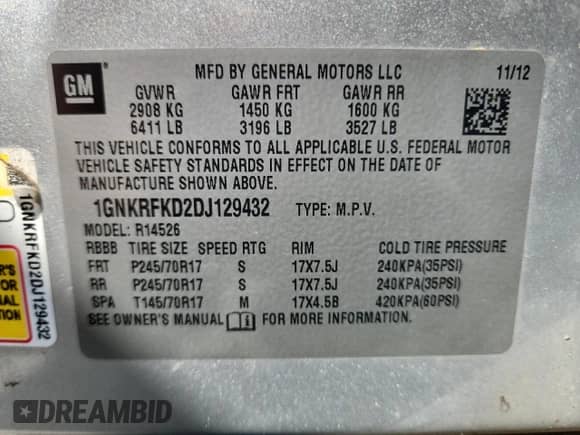 GM
MFD BY GENERAL MOTORS LLC 11/12
GVWR GAWR FRT GAWR RR
2908 KG 1450 KG 1600 KG
6411 LB 3196 LB 3527 LB
THIS VEHICLE CONFORMS TO ALL APPLICABLE U.S. FEDERAL MOTOR
VEHICLE SAFETY STANDARDS IN EFFECT ON THE DATE OF
MANUFACTURE SHOWN ABOVE.
1GNKRFKD2DJ129432 TYPE: M.P.V.
MODEL: R14526
RBBB TIRE SIZE SPEED RTG RIM COLD TIRE PRESSURE
FRT P245/70R17 S 17X7.5J 240KPA(35PSI)
RR P245/70R17 S 17X7.5J 240KPA(35PSI)
SPA T145/70R17 M 17X4.5B 420KPA(60PSI)
SEE OWNER'S MANUAL FOR MORE INFORMATION.
1GNKRFKD2DJ129432
DREAMBID